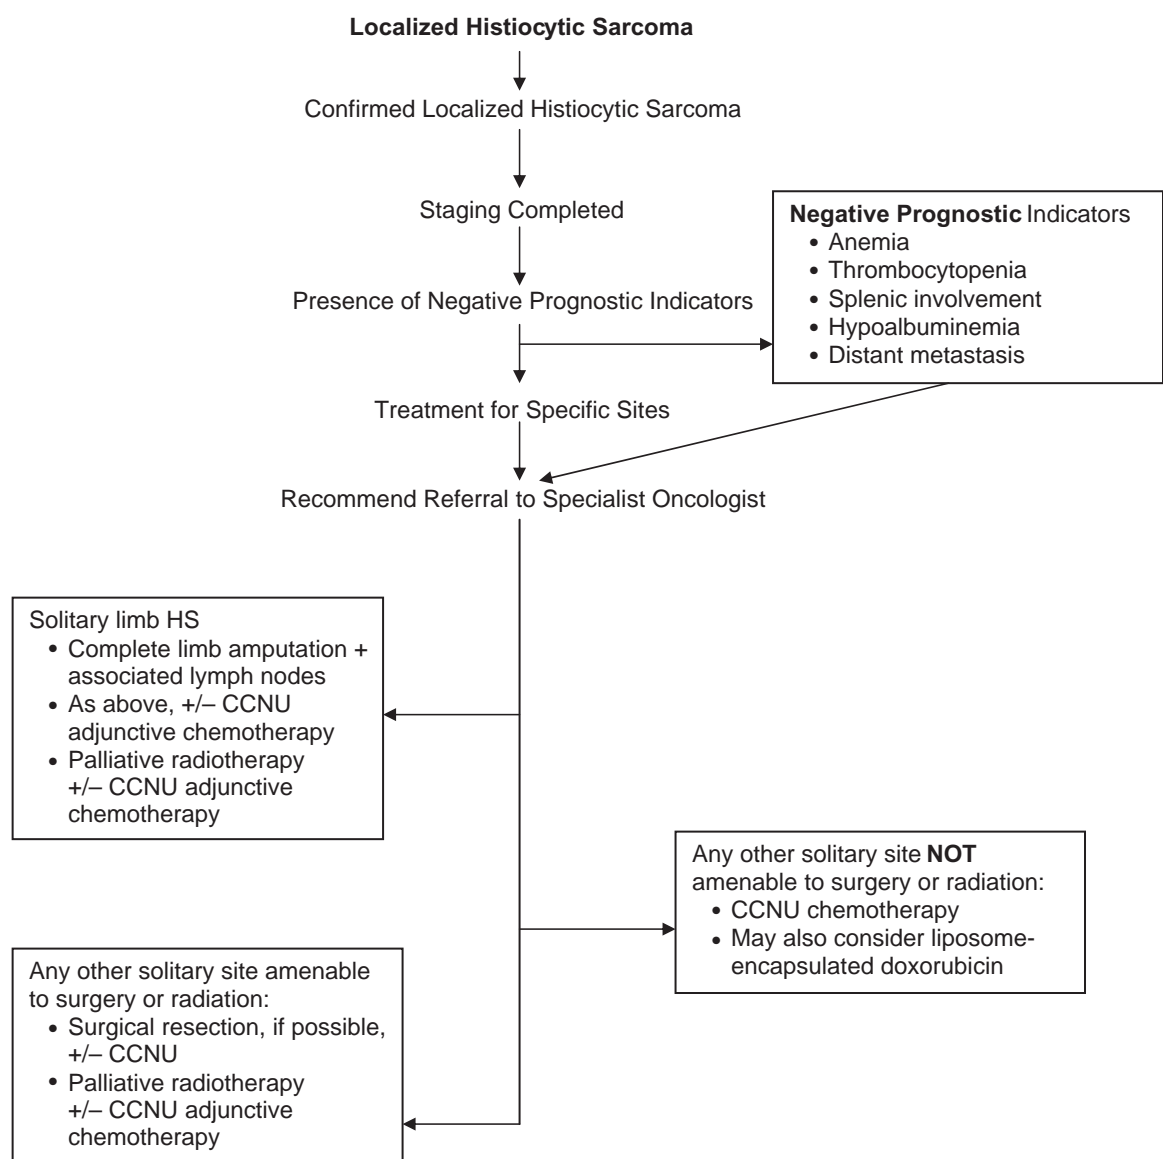 Localized Histiocytic Sarcoma
Confirmed Localized Histiocytic Sarcoma
Staging Completed
Presence of Negative Prognostic Indicators
Negative Prognostic Indicators
• Anemia
• Thrombocytopenia
• Splenic involvement
• Hypoalbuminemia
• Distant metastasis
Treatment for Specific Sites
Recommend Referral to Specialist Oncologist
Solitary limb HS
• Complete limb amputation +
associated lymph nodes
• As above, +/– CCNU
adjunctive chemotherapy
• Palliative radiotherapy
+/– CCNU adjunctive
chemotherapy
Any other solitary site NOT
amenable to surgery or radiation:
• CCNU chemotherapy
• May also consider liposome-
encapsulated doxorubicin
Any other solitary site amenable
to surgery or radiation:
• Surgical resection, if possible,
+/– CCNU
• Palliative radiotherapy
+/– CCNU adjunctive
chemotherapy